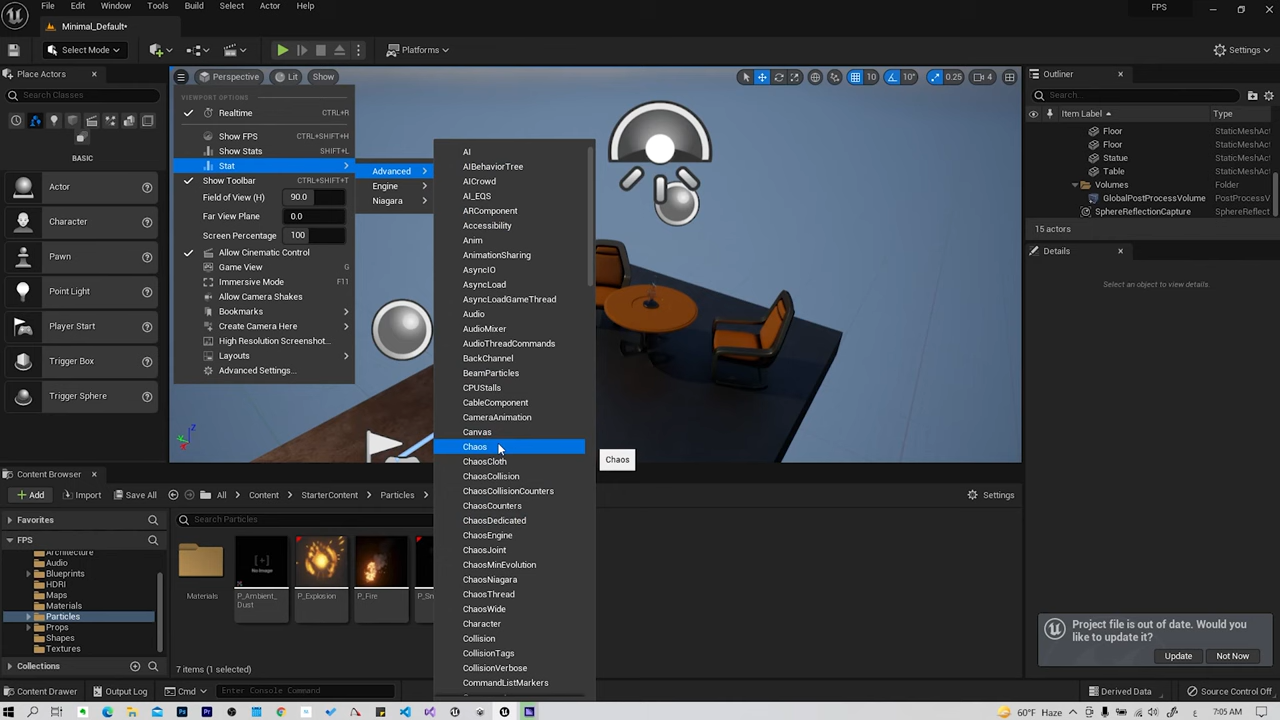 File Edit Window Tools Build Select Actor Help
FPS
Minimal_Default*
Select Mode
Platforms
Settings
Place Actors
Search Classes
BASIC
Actor
Character
Pawn
Point Light
Player Start
Trigger Box
Trigger Sphere
Perspective Lit Show
10 10° 0.25 4
VIEWPORT OPTIONS
Realtime CTRL+R
Show FPS CTRL+SHIFT+H
Show Stats SHIFT+L
Stat
Show Toolbar CTRL+SHIFT+T
Field of View (H) 90.0
Far View Plane 0.0
Screen Percentage 100
Allow Cinematic Control
Game View G
Immersive Mode F11
Allow Camera Shakes
Bookmarks
Create Camera Here
High Resolution Screenshot...
Layouts
Advanced Settings...
Advanced
Engine
Niagara
AI
AIBehaviorTree
AICrowd
AI_EQS
ARComponent
Accessibility
Anim
AnimationSharing
AsyncIO
AsyncLoad
AsyncLoadGameThread
Audio
AudioMixer
AudioThreadCommands
BackChannel
BeamParticles
CPUStalls
CableComponent
CameraAnimation
Canvas
Chaos
ChaosCloth
ChaosCollision
ChaosCollisionCounters
ChaosCounters
ChaosDedicated
ChaosEngine
ChaosJoint
ChaosMinEvolution
ChaosNiagara
ChaosThread
ChaosWide
Character
Collision
CollisionTags
CollisionVerbose
CommandListMarkers
Chaos
Z
Outliner
Search...
Item Label Type
Floor StaticMeshAct
Floor StaticMeshAct
Statue StaticMeshAct
Table StaticMeshAct
Volumes Folder
GlobalPostProcessVolume PostProcessV
SphereReflectionCapture SphereReflect
15 actors
Details
Select an object to view details.
Content Browser
Add Import Save All All Content StarterContent Particles
Settings
Favorites
FPS
Architecture
Audio
Blueprints
HDRI
Maps
Materials
Particles
Props
Shapes
Textures
Collections
Search Particles
Materials
No Image
P_Ambient_
Dust
P_Explosion
P_Fire
7 items (1 selected)
Project file is out of date. Would you
like to update it?
Update Not Now
Content Drawer Output Log Cmd Enter Console Command
Derived Data Source Control Off
60°F Haze
7:05 AM